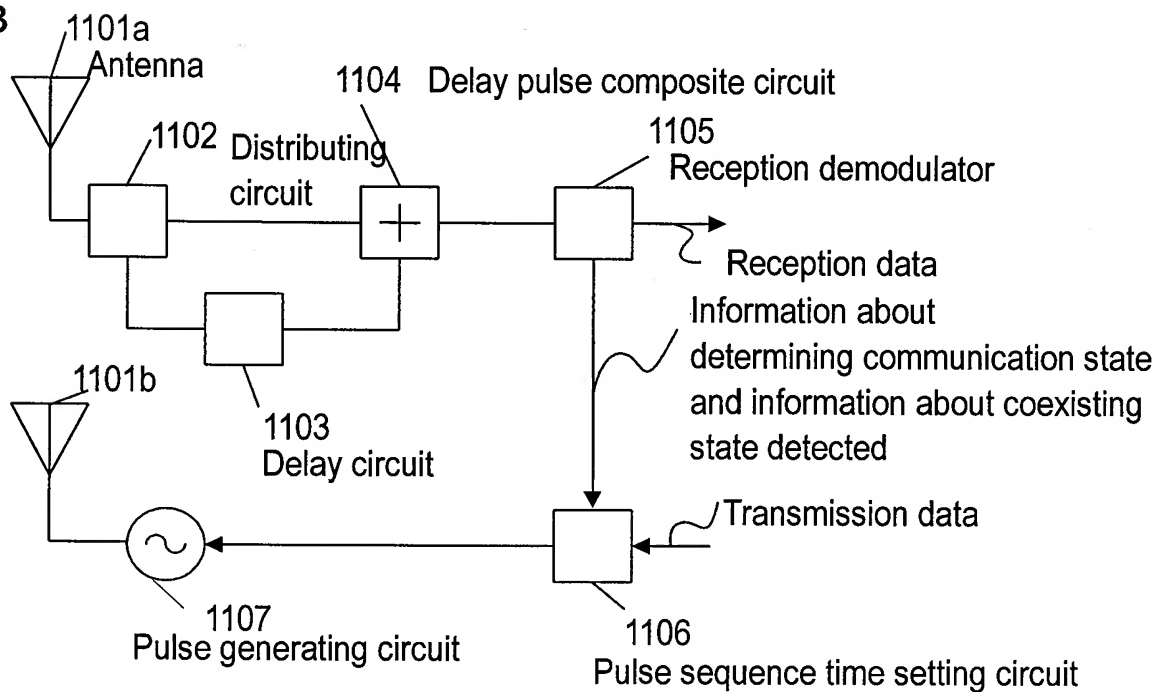 1101a
Antenna
1104 Delay pulse composite circuit
1102 Distributing
circuit
1105
Reception demodulator
Reception data
Information about
determining communication state
and information about coexisting
state detected
1101b
1103
Delay circuit
Transmission data
1107
Pulse generating circuit
1106
Pulse sequence time setting circuit